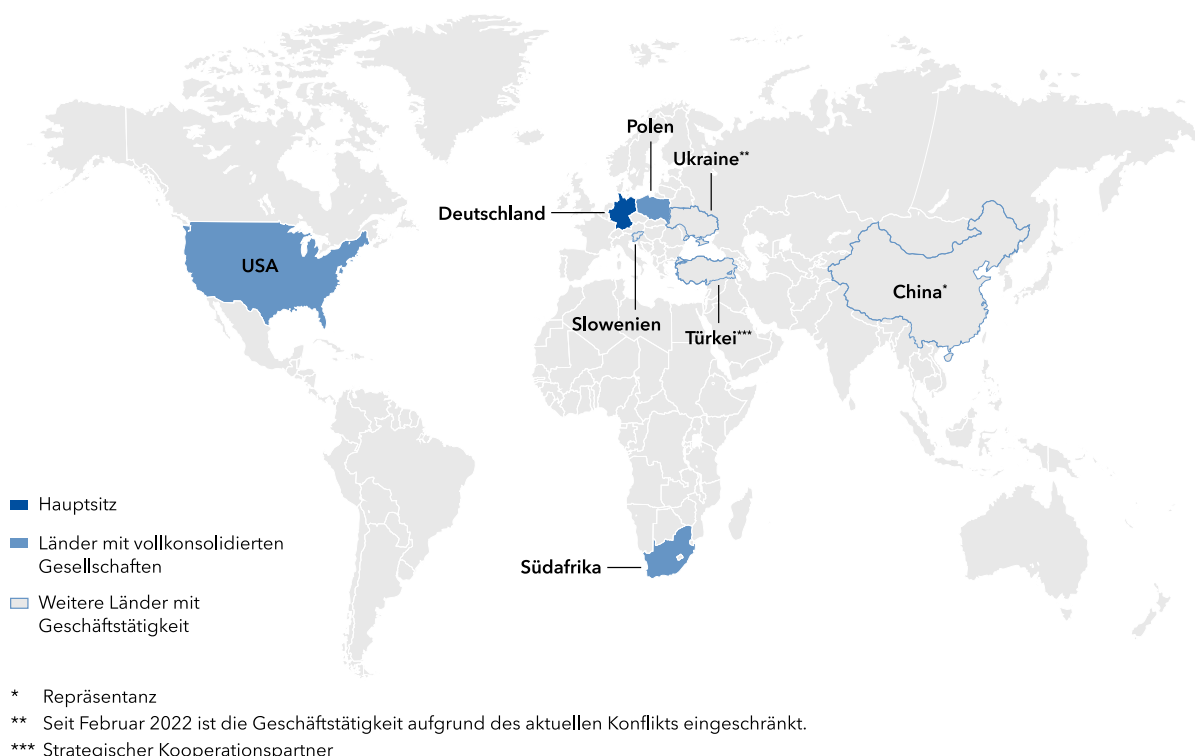 Polen
Ukraine**
Deutschland
USA
China*
Slowenien
Türkei***
Südafrika
Hauptsitz
Länder mit vollkonsolidierten
Gesellschaften
Weitere Länder mit
Geschäftstätigkeit
* Repräsentanz
** Seit Februar 2022 ist die Geschäftstätigkeit aufgrund des aktuellen Konflikts eingeschränkt.
*** Strategischer Kooperationspartner